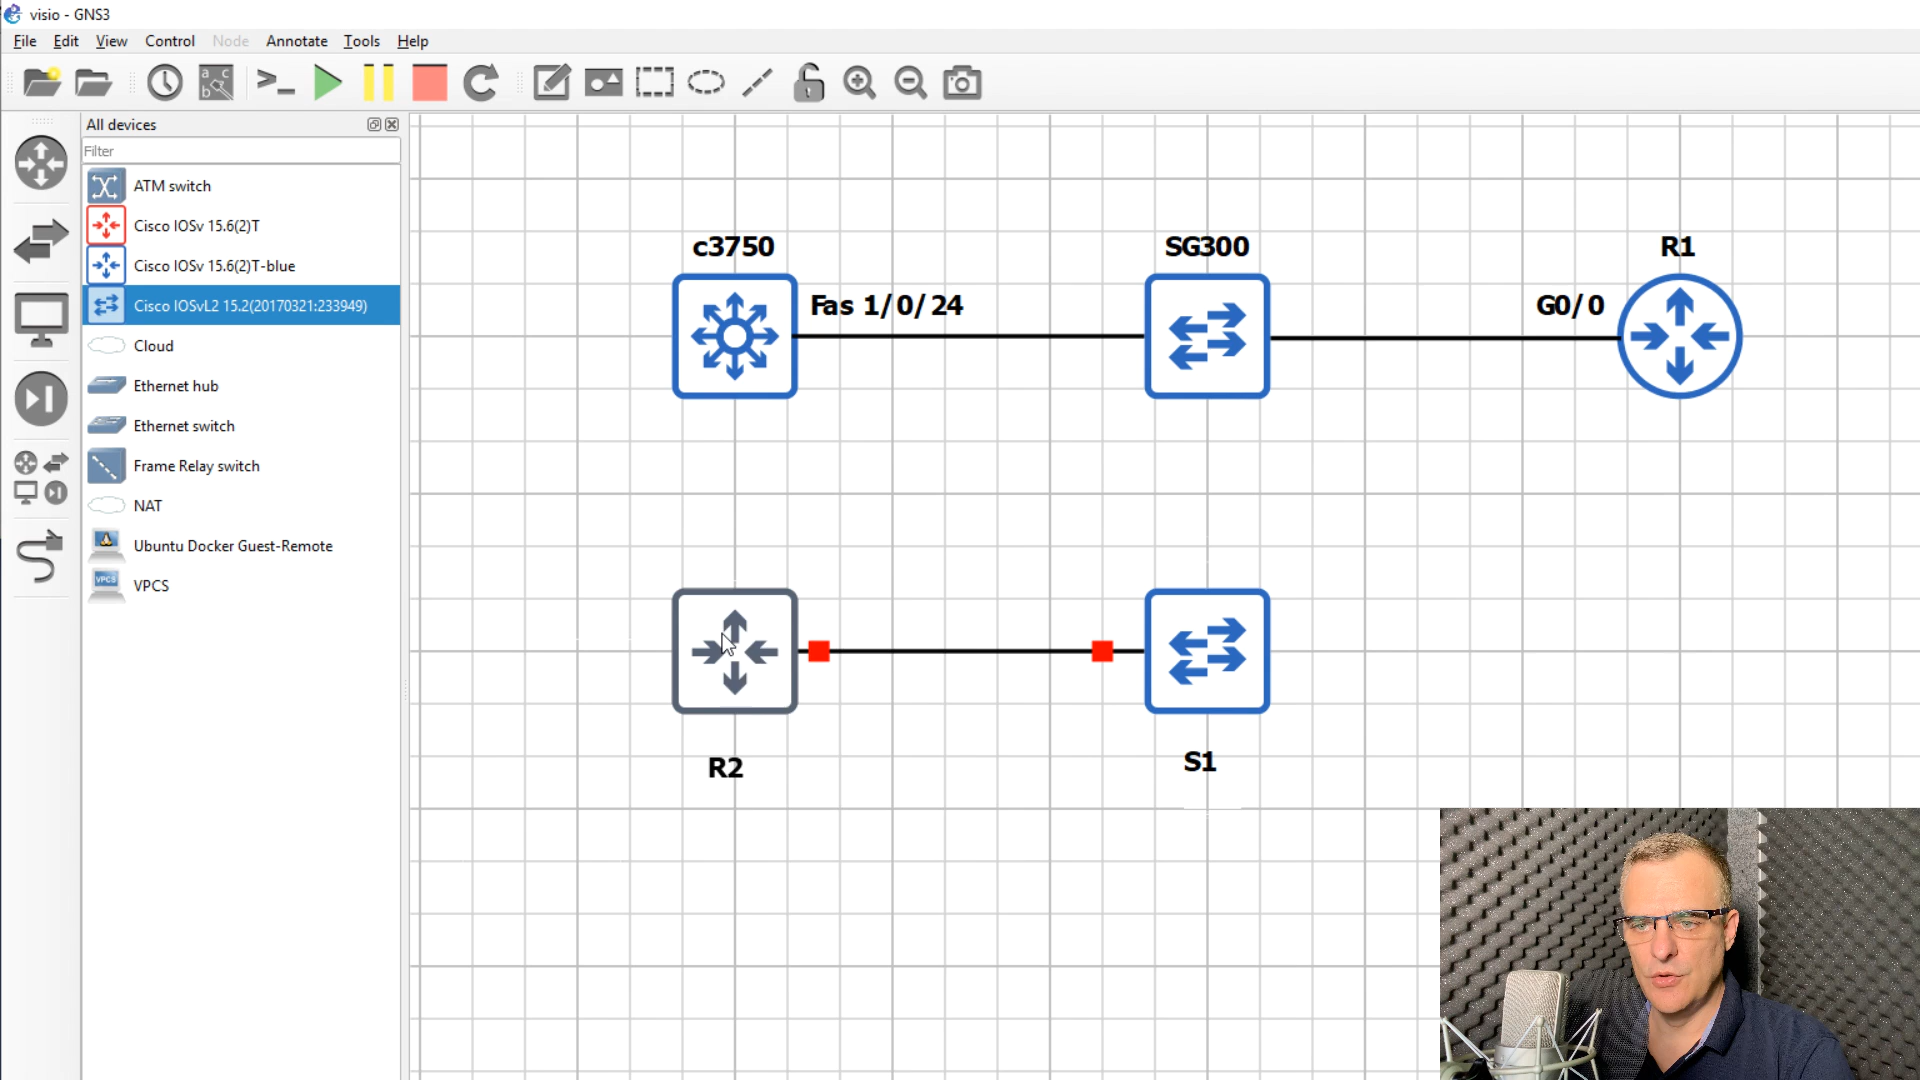 visio - GNS3
File Edit View Control Node Annotate Tools Help
All devices
Filter
ATM switch
Cisco IOSv 15.6(2)T
Cisco IOSv 15.6(2)T-blue
Cisco IOSvL2 15.2(20170321:233949)
Cloud
Ethernet hub
Ethernet switch
Frame Relay switch
NAT
Ubuntu Docker Guest-Remote
VPCS
VPCS
c3750
SG300
R1
Fas 1/0/24
G0/0
R2
S1
a c
b